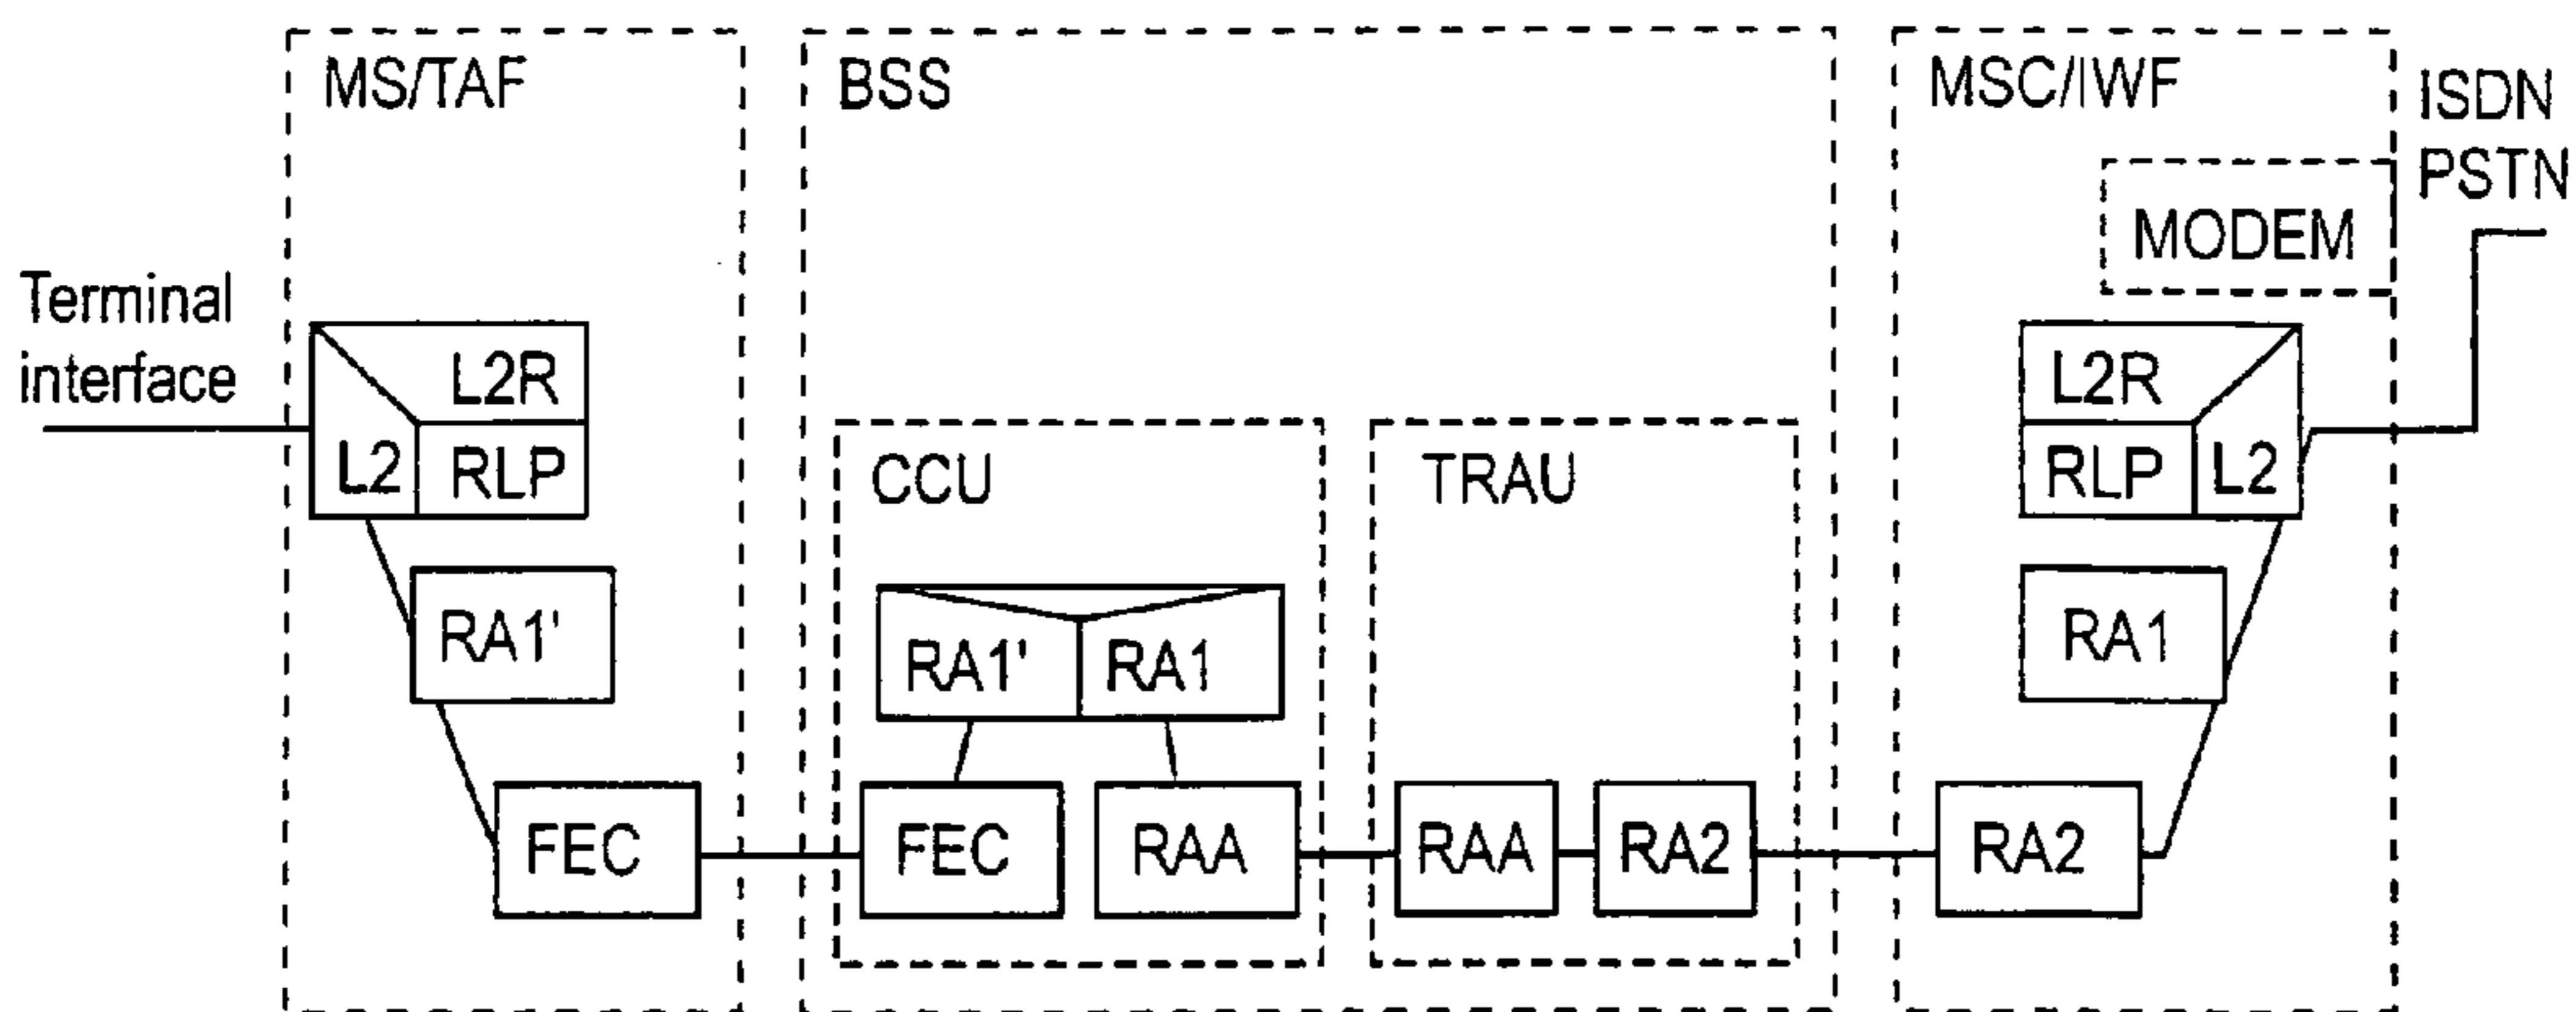 MS/TAF
BSS
MSC/IWF
ISDN
PSTN
MODEM
Terminal
interface
L2R
L2
RLP
L2R
RLP
L2
CCU
TRAU
RA1'
RA1'
RA1
RA1
FEC
FEC
RAA
RAA
RA2
RA2